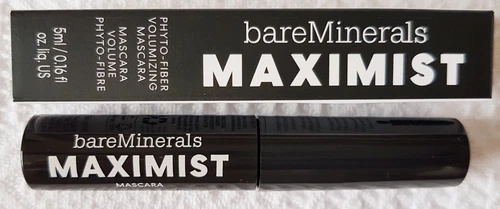 bareMinerals
MAXIMIST
PHYTO-FIBER
VOLUMIZING
MASCARA
MASCARA
VOLUME
PHYTO-FIBRE
5ml/0.16 fl
oz. liq. US
bareMinerals
MAXIMIST
MASCARA